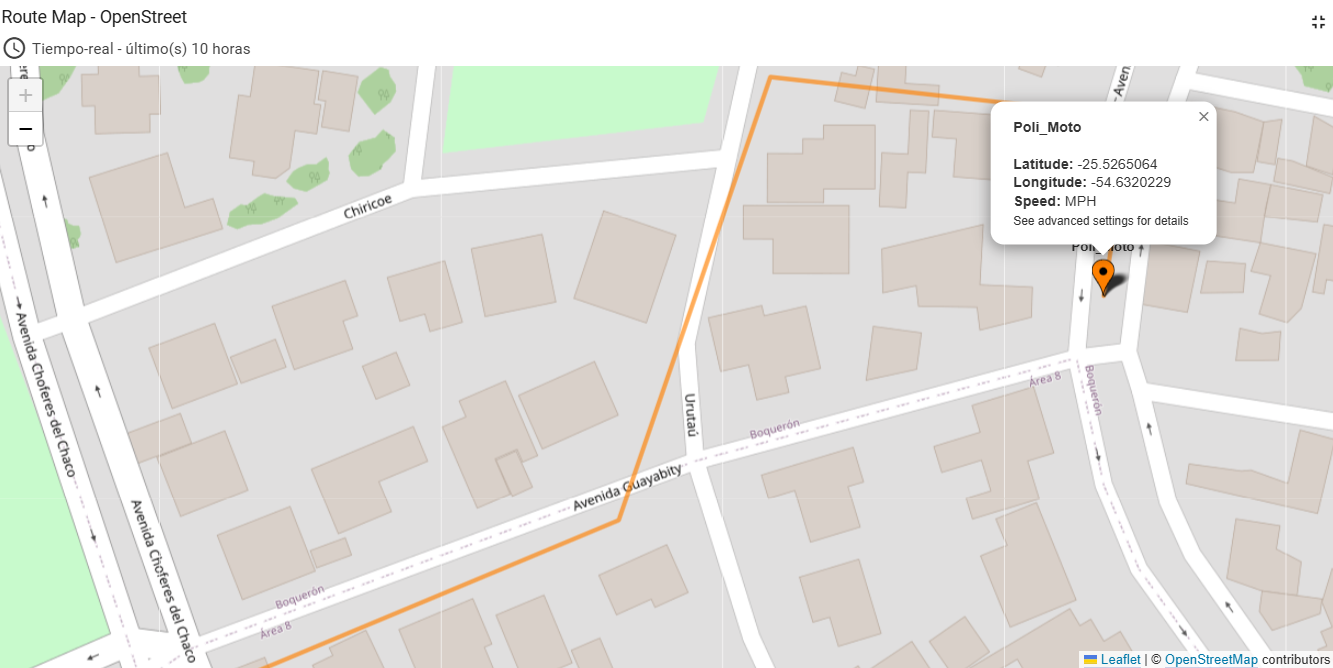 Route Map - OpenStreet
Tiempo-real - último(s) 10 horas
+
−
Aven
Poli_Moto
×
Latitude: -25.5265064
Longitude: -54.6320229
Speed: MPH
See advanced settings for details
Chiricoe
Avenida Choferes del Chaco
Urutaú
Área 8
Boquerón
Boquerón
Avenida Guayabity
Avenida Choferes del Chaco
Boquerón
Área 8
Leaflet | © OpenStreetMap contributors